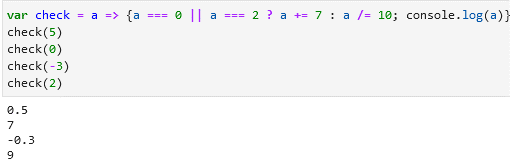 var check = a => {a === 0 || a === 2 ? a += 7 : a /= 10; console.log(a)}
check(5)
check(0)
check(-3)
check(2)
0.5
7
-0.3
9